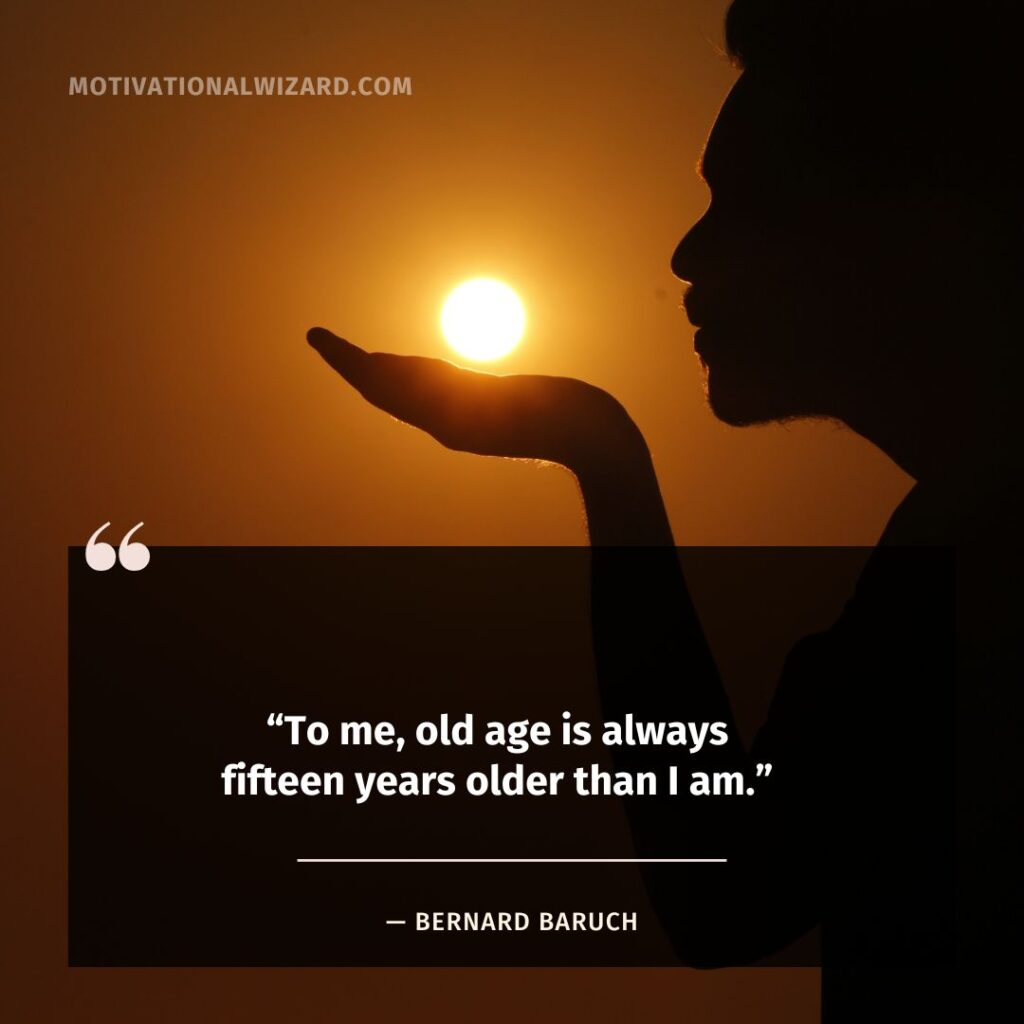 MOTIVATIONALWIZARD.COM
“
“To me, old age is always
fifteen years older than I am.”
— BERNARD BARUCH